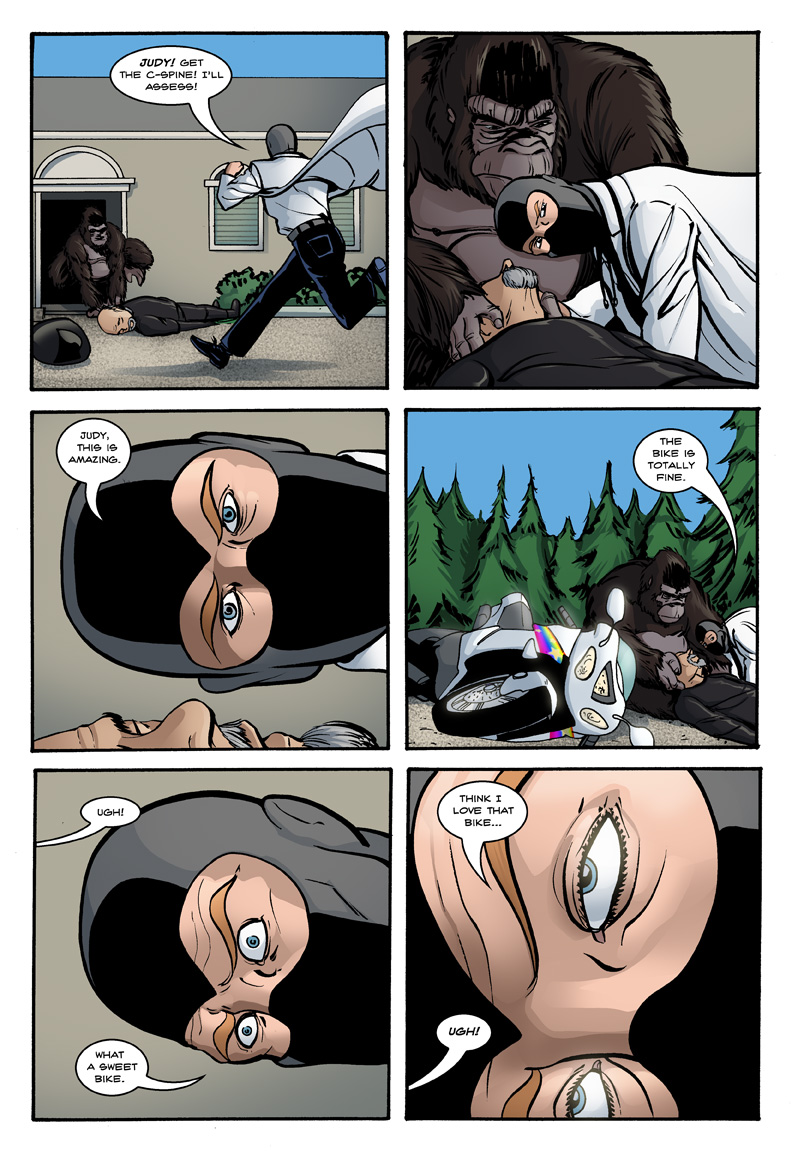 JUDY! GET
THE C-SPINE! I'LL
ASSESS!
JUDY,
THIS IS
AMAZING.
THE
BIKE IS
TOTALLY
FINE.
UGH!
WHAT
A SWEET
BIKE.
THINK I
LOVE THAT
BIKE...
UGH!